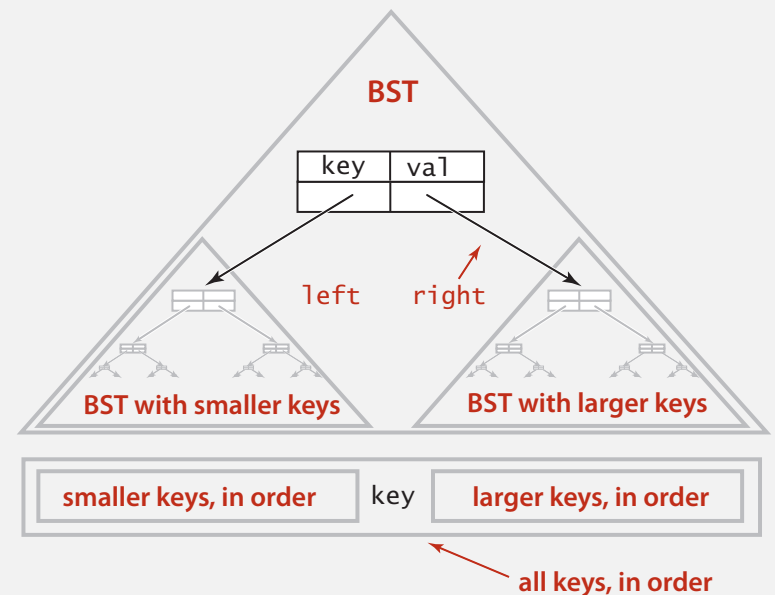 BST
key val
left right
BST with smaller keys BST with larger keys
smaller keys, in order key larger keys, in order
all keys, in order